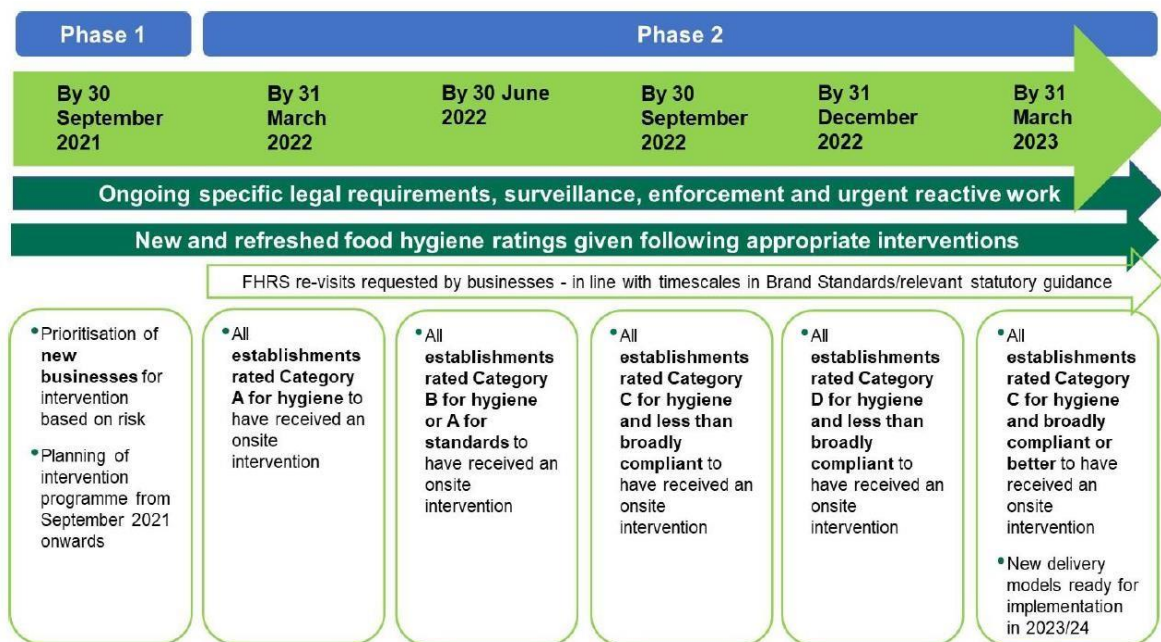 Phase 1
Phase 2
By 30
September
2021
By 31
March
2022
By 30 June
2022
By 30
September
2022
By 31
December
2022
By 31
March
2023
Ongoing specific legal requirements, surveillance, enforcement and urgent reactive work
New and refreshed food hygiene ratings given following appropriate interventions
FHRS re-visits requested by businesses - in line with timescales in Brand Standards/relevant statutory guidance
•Prioritisation of
new
businesses for
intervention
based on risk
•Planning of
intervention
programme from
September 2021
onwards
•All
establishments
rated Category
A for hygiene to
have received an
onsite
intervention
•All
establishments
rated Category
B for hygiene
or A for
standards to
have received an
onsite
intervention
•All
establishments
rated Category
C for hygiene
and less than
broadly
compliant to
have received an
onsite
intervention
•All
establishments
rated Category
D for hygiene
and less than
broadly
compliant to
have received an
onsite
intervention
•All
establishments
rated Category
C for hygiene
and broadly
compliant or
better to have
received an
onsite
intervention
•New delivery
models ready for
implementation
in 2023/24